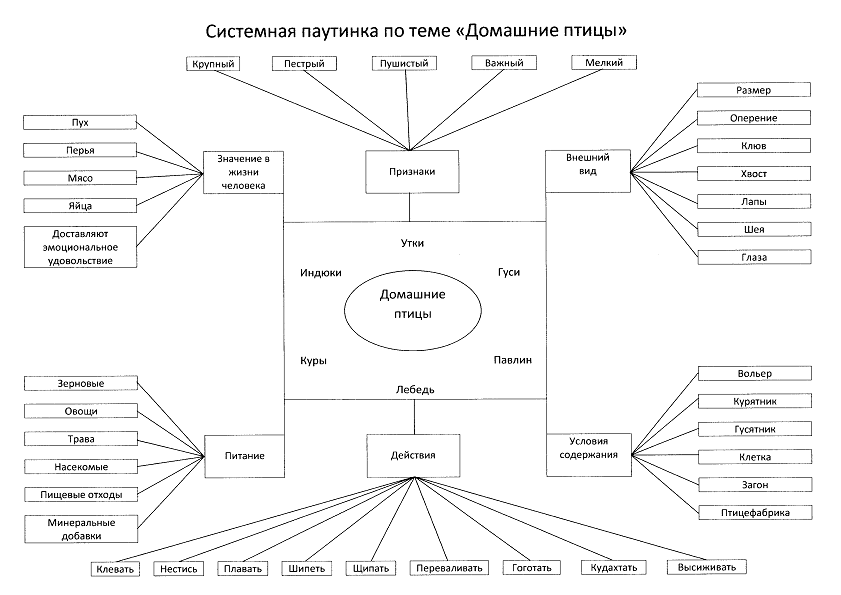 Системная паутинка по теме «Домашние птицы»
Крупный
Пестрый
Пушистый
Важный
Мелкий
Пух
Перья
Мясо
Яйца
Доставляют
эмоциональное
удовольствие
Значение в
жизни
человека
Признаки
Внешний
вид
Размер
Оперение
Клюв
Хвост
Лапы
Шея
Глаза
Утки
Индюки
Гуси
Домашние
птицы
Куры
Павлин
Лебедь
Зерновые
Овощи
Трава
Насекомые
Пищевые отходы
Минеральные
добавки
Питание
Действия
Условия
содержания
Вольер
Курятник
Гусятник
Клетка
Загон
Птицефабрика
Клевать
Нестись
Плавать
Шипеть
Щипать
Переваливать
Гоготать
Кудахтать
Высиживать